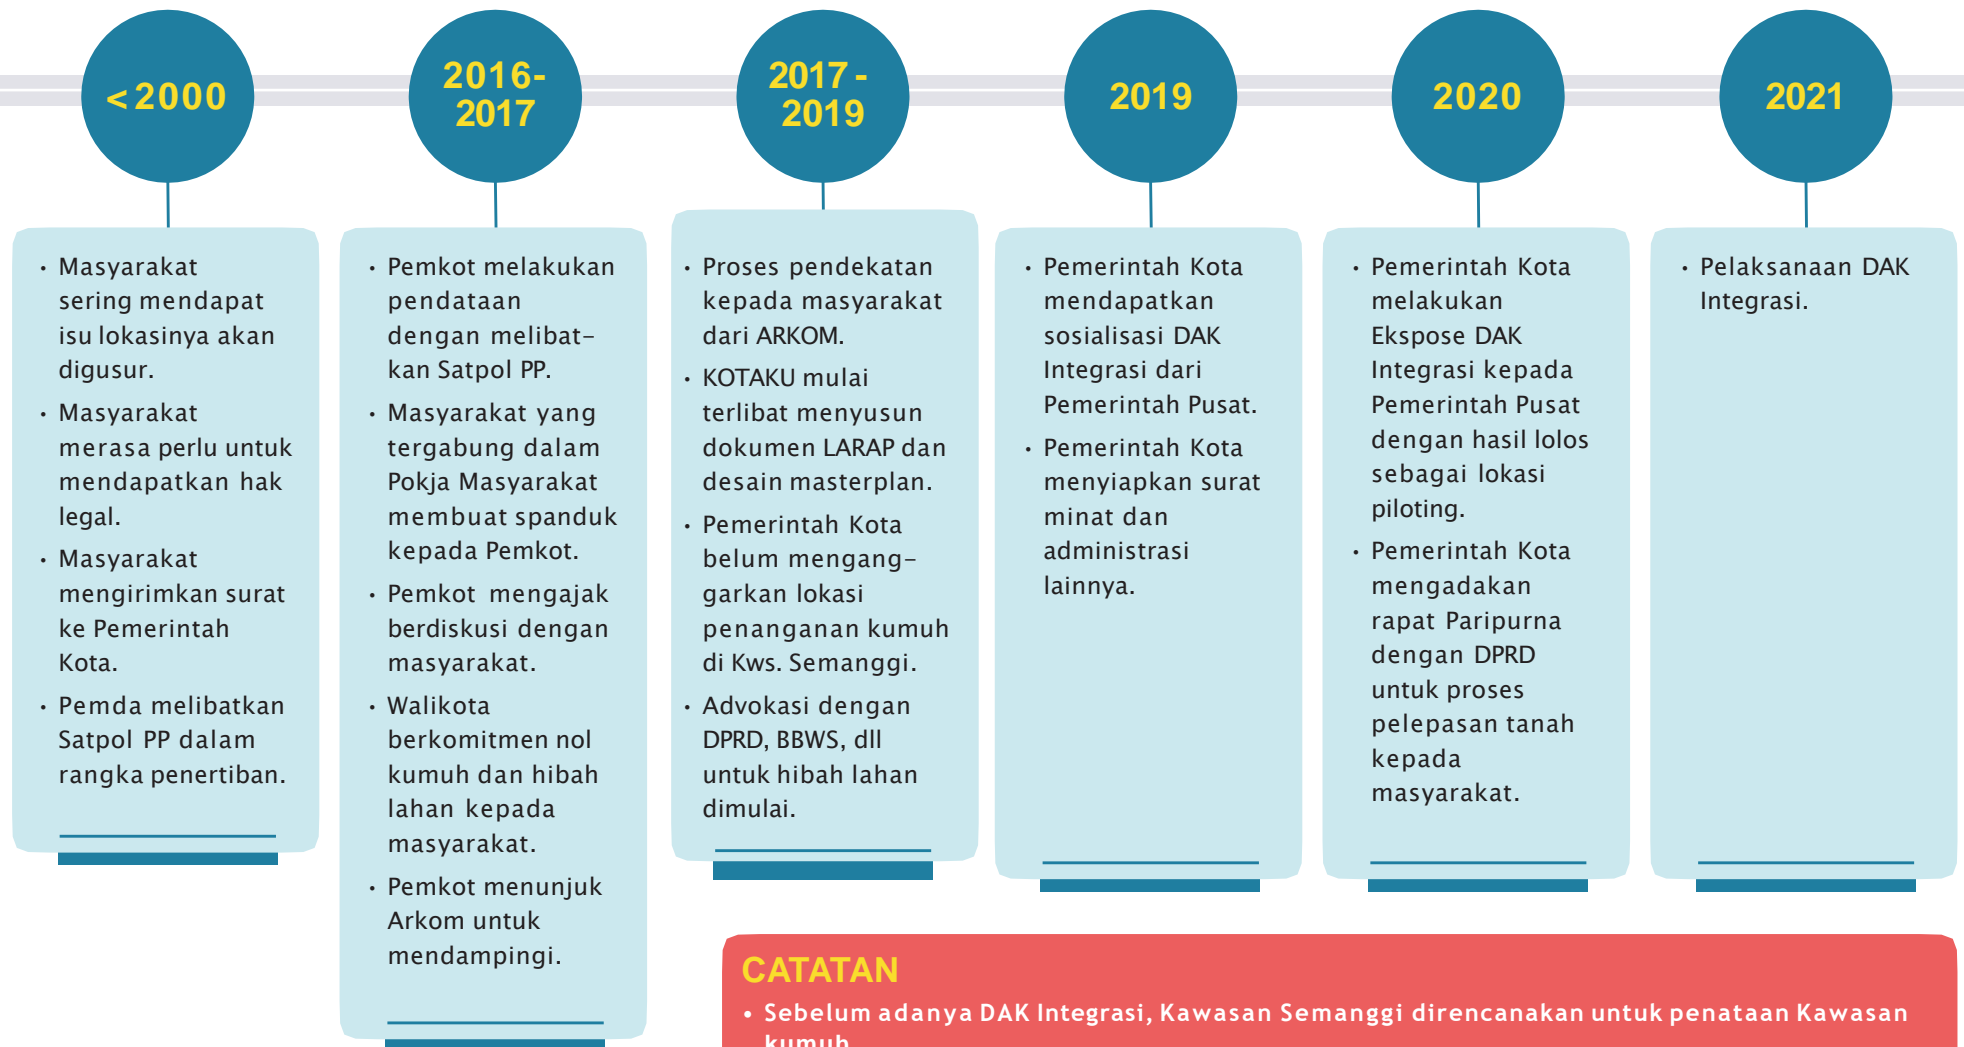 <2000
• Masyarakat
sering mendapat
isu lokasinya akan
digusur.
• Masyarakat
merasa perlu untuk
mendapatkan hak
legal.
• Masyarakat
mengirimkan surat
ke Pemerintah
Kota.
• Pemda melibatkan
Satpol PP dalam
rangka penertiban.
2016-
2017
• Pemkot melakukan
pendataan
dengan melibat-
kan Satpol PP.
• Masyarakat yang
tergabung dalam
Pokja Masyarakat
membuat spanduk
kepada Pemkot.
• Pemkot mengajak
berdiskusi dengan
masyarakat.
• Walikota
berkomitmen nol
kumuh dan hibah
lahan kepada
masyarakat.
• Pemkot menunjuk
Arkom untuk
mendampingi.
2017-
2019
• Proses pendekatan
kepada masyarakat
dari ARKOM.
• KOTAKU mulai
terlibat menyusun
dokumen LARAP dan
desain masterplan.
• Pemerintah Kota
belum mengang-
garkan lokasi
penanganan kumuh
di Kws. Semanggi.
• Advokasi dengan
DPRD, BBWS, dll
untuk hibah lahan
dimulai.
2019
• Pemerintah Kota
mendapatkan
sosialisasi DAK
Integrasi dari
Pemerintah Pusat.
• Pemerintah Kota
menyiapkan surat
minat dan
administrasi
lainnya.
2020
• Pemerintah Kota
melakukan
Ekspose DAK
Integrasi kepada
Pemerintah Pusat
dengan hasil lolos
sebagai lokasi
piloting.
• Pemerintah Kota
mengadakan
rapat Paripurna
dengan DPRD
untuk proses
pelepasan tanah
kepada
masyarakat.
2021
• Pelaksanaan DAK
Integrasi.
CATATAN
• Sebelum adanya DAK Integrasi, Kawasan Semanggi direncanakan untuk penataan Kawasan
kumuh